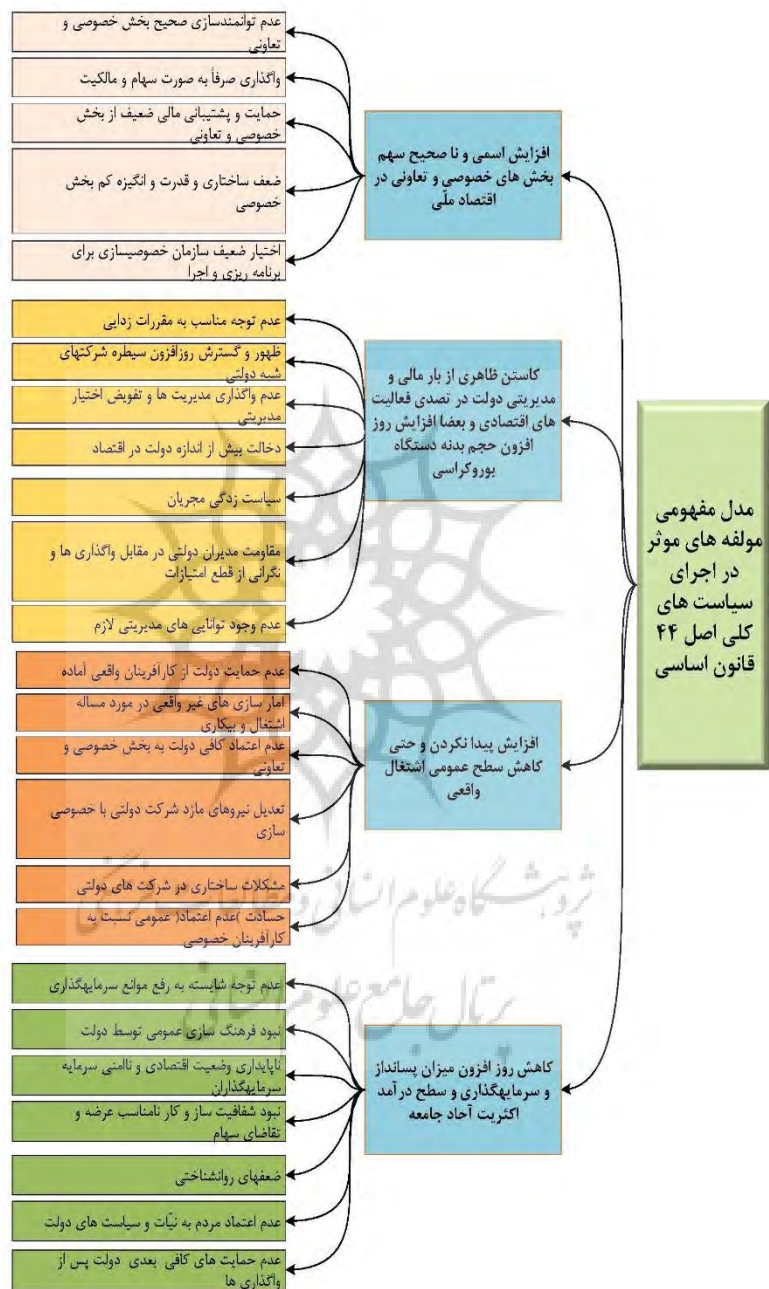 مدل مفهومی
مولفه های موثر
در اجرای
سیاست های
کلی اصل ۴۴
قانون اساسی
افزایش اسمی و نا صحیح سهم
بخش های خصوصی و تعاونی در
اقتصاد ملّی
عدم توانمندسازی صحیح بخش خصوصی و
تعاونی
واگذاری صرفاً به صورت سهام و مالکیت
حمایت و پشتیبانی مالی ضعیف از بخش
خصوصی و تعاونی
ضعف ساختاری و قدرت و انگیزه کم بخش
خصوصی
اختیار ضعیف سازمان خصوصیسازی برای
برنامه ریزی و اجرا
کاستن ظاهری از بار مالی و
مدیریتی دولت در تصدی فعالیت
های اقتصادی و بعضا افزایش روز
افزون حجم بدنه دستگاه
بوروکراسی
عدم توجه مناسب به مقررات زدایی
ظهور و گسترش روزافزون سیطره شرکتهای
شبه دولتی
عدم واگذاری مدیریت ها و تفویض اختیار
مدیریتی
دخالت بیش از اندازه دولت در اقتصاد
سیاست زدگی مجریان
مقاومت مدیران دولتی در مقابل واگذاری ها و
نگرانی از قطع امتیازات
عدم وجود توانایی های مدیریتی لازم
افزایش پیدا نکردن و حتی
کاهش سطح عمومی اشتغال
واقعی
عدم حمایت دولت از کارآفرینان واقعی آماده
امار سازی های غیر واقعی در مورد مساله
اشتغال و بیکاری
عدم اعتماد کافی دولت به بخش خصوصی و
تعاونی
تعدیل نیروهای مازد شرکت دولتی با خصوصی
سازی
مشکلات ساختاری در شرکت های دولتی
حسادت )عدم اعتماد( عمومی نسبت به
کارآفرینان خصوصی
پژوهشگاه علوم انسانی و مطالعات فرهنگی
پرتال جامع علوم انسانی
کاهش روز افزون میزان پسانداز
و سرمایهگذاری و سطح درآمد
اکثریت آحاد جامعه
عدم توجه شایسته به رفع موانع سرمایهگذاری
نبود فرهنگ سازی عمومی توسط دولت
ناپایداری وضعیت اقتصادی و ناامنی سرمایه
سرمایهگذاران
نبود شفافیت ساز و کار نامناسب عرضه و
تقاضای سهام
ضعفهای روانشناختی
عدم اعتماد مردم به نیّات و سیاست های دولت
عدم حمایت های کافی بعدی دولت پس از
واگذاری ها